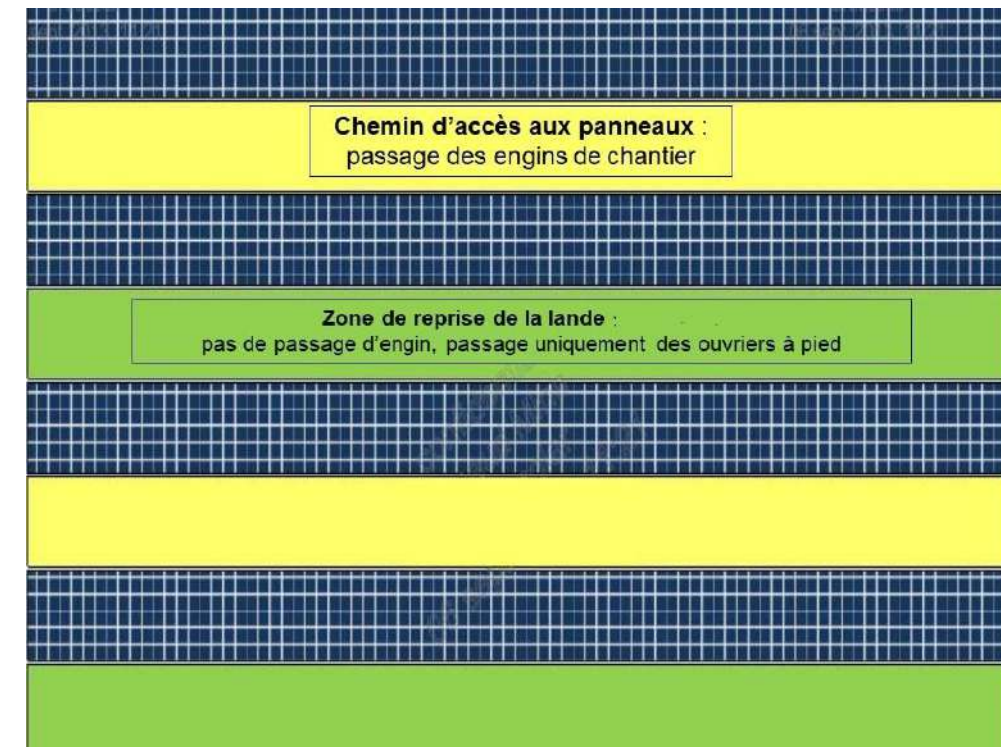 Chemin d'accès aux panneaux :
passage des engins de chantier
Zone de reprise de la lande :
pas de passage d'engin, passage uniquement des ouvriers à pied